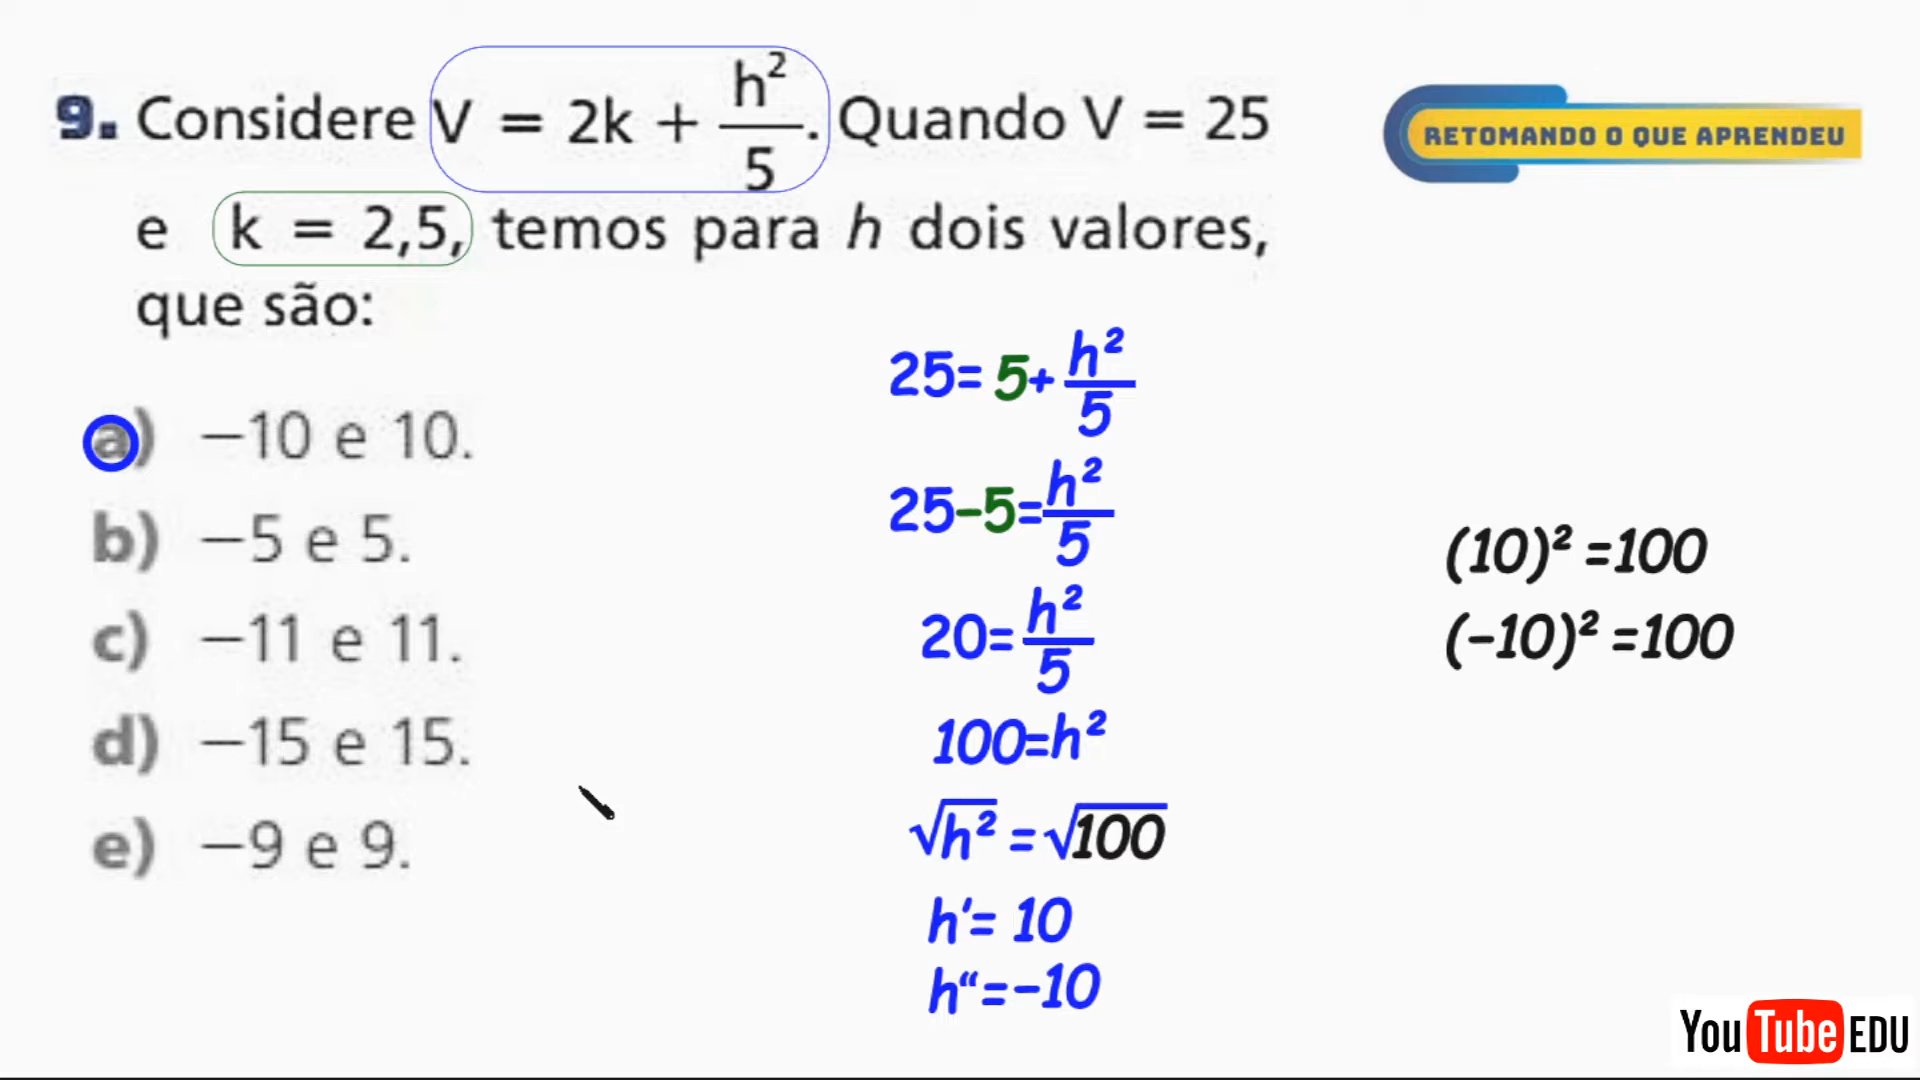 9. Considere V = 2k + h²/5. Quando V = 25
e k = 2,5, temos para h dois valores,
que são:
RETOMANDO O QUE APRENDEU
a) −10 e 10.
b) −5 e 5.
c) −11 e 11.
d) −15 e 15.
e) −9 e 9.
25= 5+ h²/5
25-5= h²/5
20= h²/5
100=h²
√h² = √100
h'= 10
h“=-10
(10)² =100
(-10)² =100
YouTube EDU